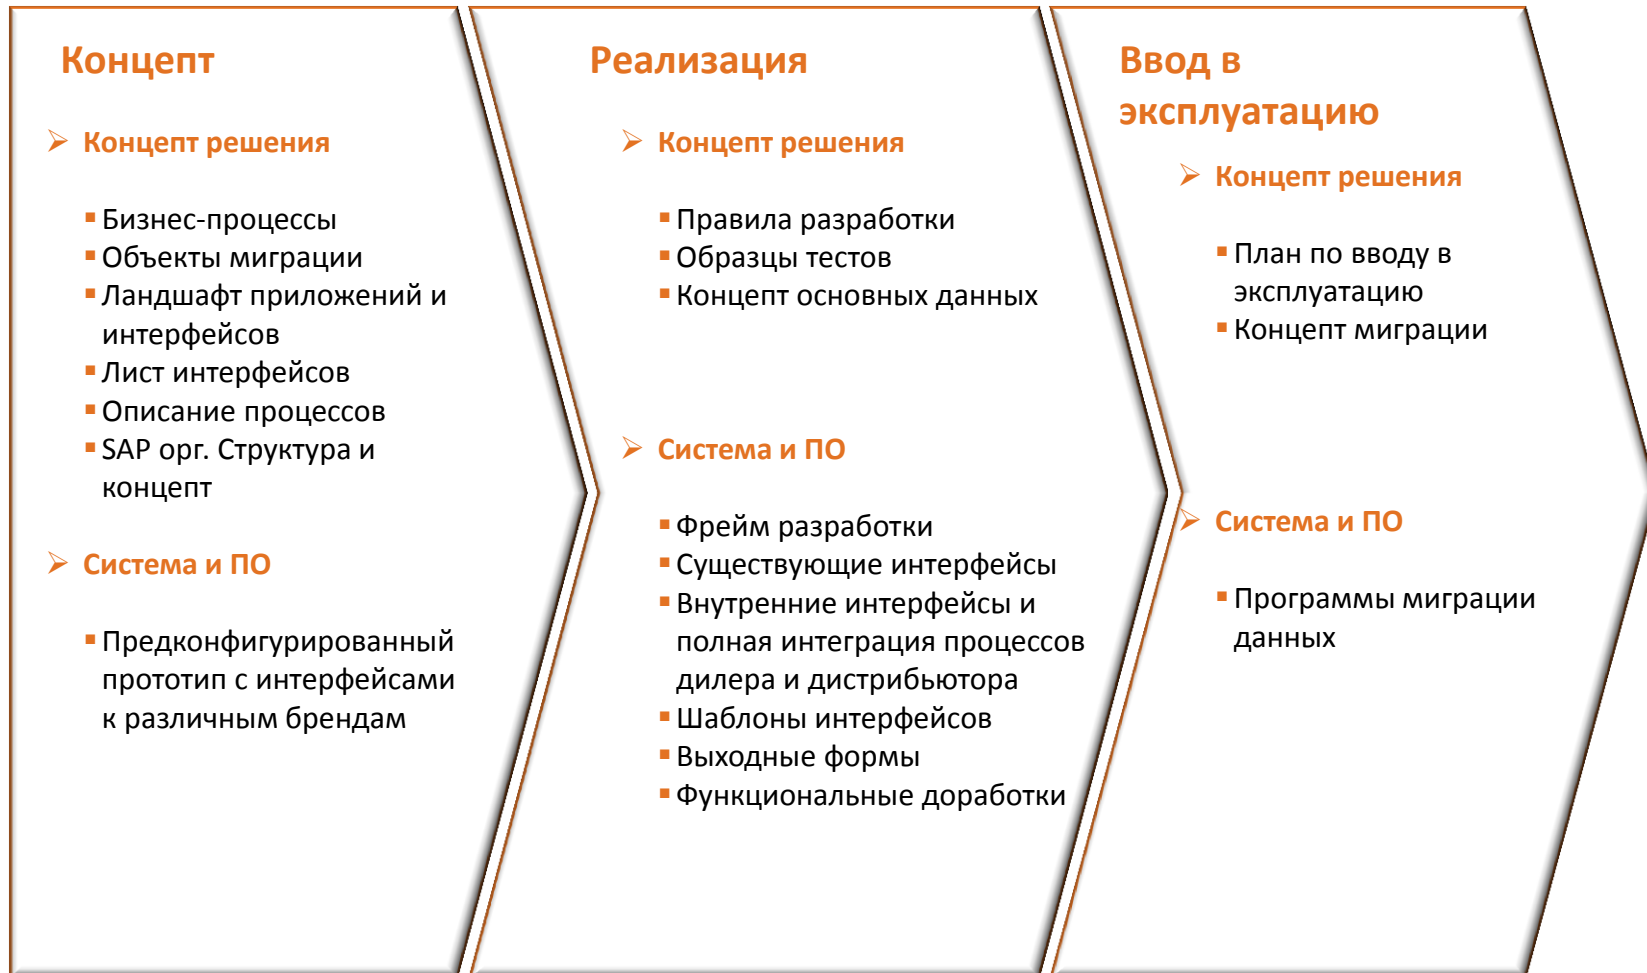 Концепт
Концепт решения
Бизнес-процессы
Объекты миграции
Ландшафт приложений и
интерфейсов
Лист интерфейсов
Описание процессов
SAP орг. Структура и
концепт
Система и ПО
Предконфигурированный
прототип с интерфейсами
к различным брендам
Реализация
Концепт решения
Правила разработки
Образцы тестов
Концепт основных данных
Система и ПО
Фрейм разработки
Существующие интерфейсы
Внутренние интерфейсы и
полная интеграция процессов
дилера и дистрибьютора
Шаблоны интерфейсов
Выходные формы
Функциональные доработки
Ввод в
эксплуатацию
Концепт решения
План по вводу в
эксплуатацию
Концепт миграции
Система и ПО
Программы миграции
данных